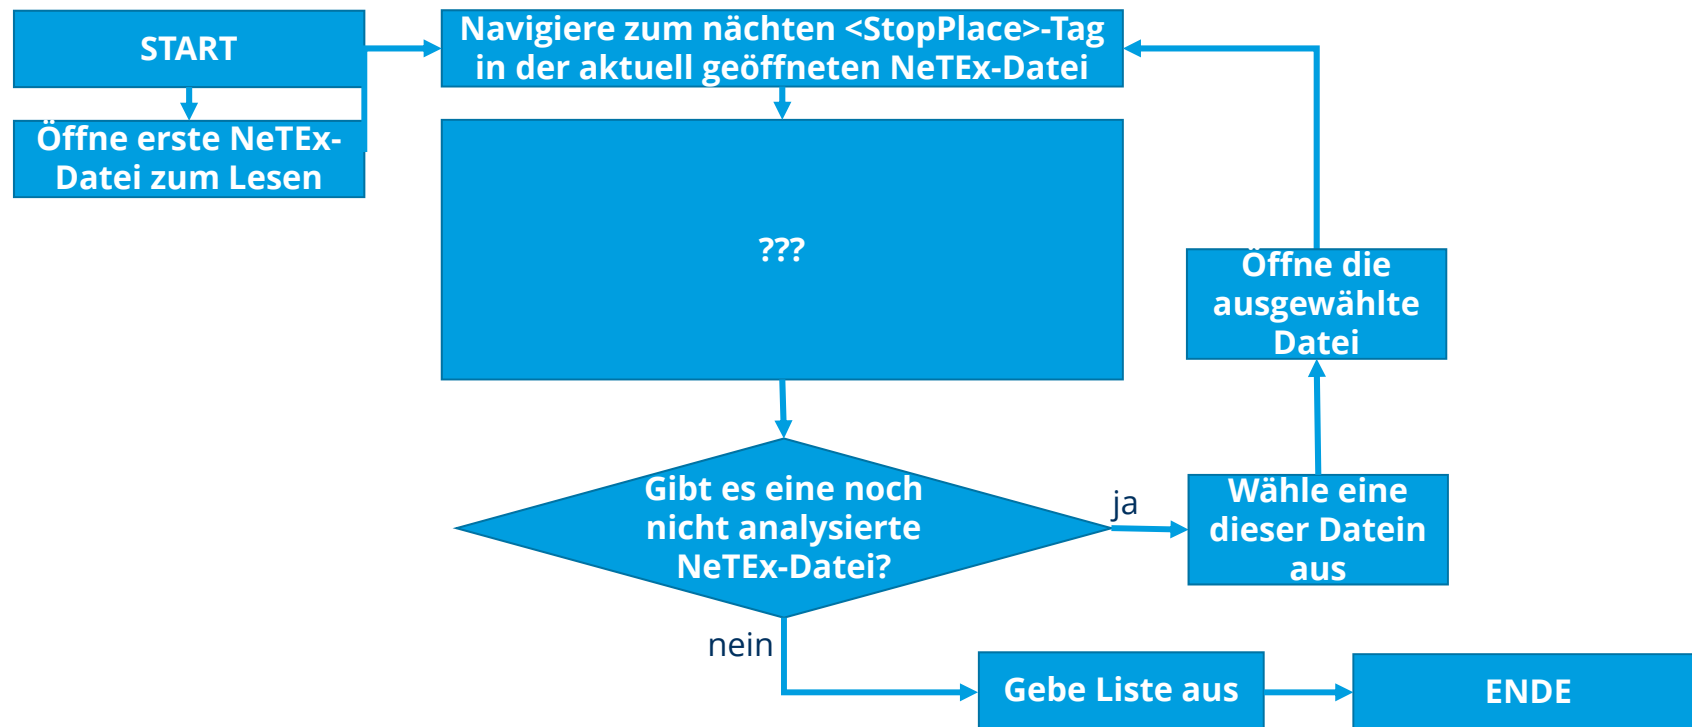 START
Navigiere zum nächten <StopPlace>-Tag
in der aktuell geöffneten NeTEx-Datei
Öffne erste NeTEx-
Datei zum Lesen
???
Öffne die
ausgewählte
Datei
Gibt es eine noch
nicht analysierte
NeTEx-Datei?
ja
Wähle eine
dieser Datein
aus
nein
Gebe Liste aus
ENDE